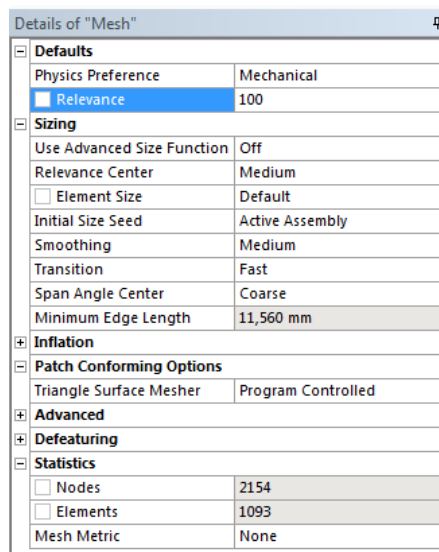 Details of "Mesh"
Defaults
Physics Preference Mechanical
Relevance 100
Sizing
Use Advanced Size Function Off
Relevance Center Medium
Element Size Default
Initial Size Seed Active Assembly
Smoothing Medium
Transition Fast
Span Angle Center Coarse
Minimum Edge Length 11,560 mm
Inflation
Patch Conforming Options
Triangle Surface Mesher Program Controlled
Advanced
Defeaturing
Statistics
Nodes 2154
Elements 1093
Mesh Metric None